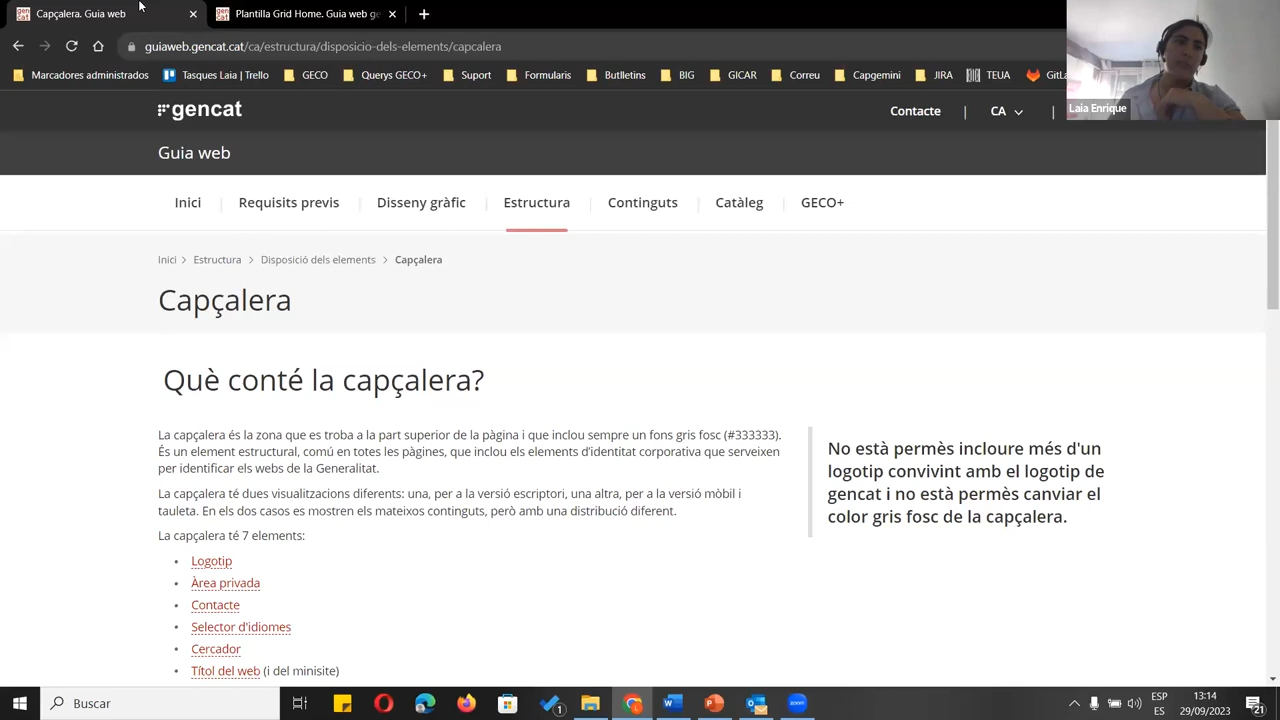 Capçalera. Guia web
Plantilla Grid Home. Guia web ge
guiaweb.gencat.cat/ca/estructura/disposicio-dels-elements/capcalera
Marcadores administrados
Tasques Laia | Trello
GECO
Querys GECO+
Suport
Formularis
Butlletins
BIG
GICAR
Correu
Capgemini
JIRA
TEUA
GitLa
Laia Enrique
gencat
Contacte
CA
Guia web
Inici
Requisits previs
Disseny gràfic
Estructura
Continguts
Catàleg
GECO+
Inici > Estructura > Disposició dels elements > Capçalera
Capçalera
Què conté la capçalera?
La capçalera és la zona que es troba a la part superior de la pàgina i que inclou sempre un fons gris fosc (#333333).
És un element estructural, comú en totes les pàgines, que inclou els elements d'identitat corporativa que serveixen
per identificar els webs de la Generalitat.
La capçalera té dues visualitzacions diferents: una, per a la versió escriptori, una altra, per a la versió mòbil i
tauleta. En els dos casos es mostren els mateixos continguts, però amb una distribució diferent.
La capçalera té 7 elements:
• Logotip
• Àrea privada
• Contacte
• Selector d'idiomes
• Cercador
• Títol del web (i del minisite)
No està permès incloure més d'un
logotip convivint amb el logotip de
gencat i no està permès canviar el
color gris fosc de la capçalera.
Buscar
1
zoom
ESP
ES
13:14
29/09/2023
21